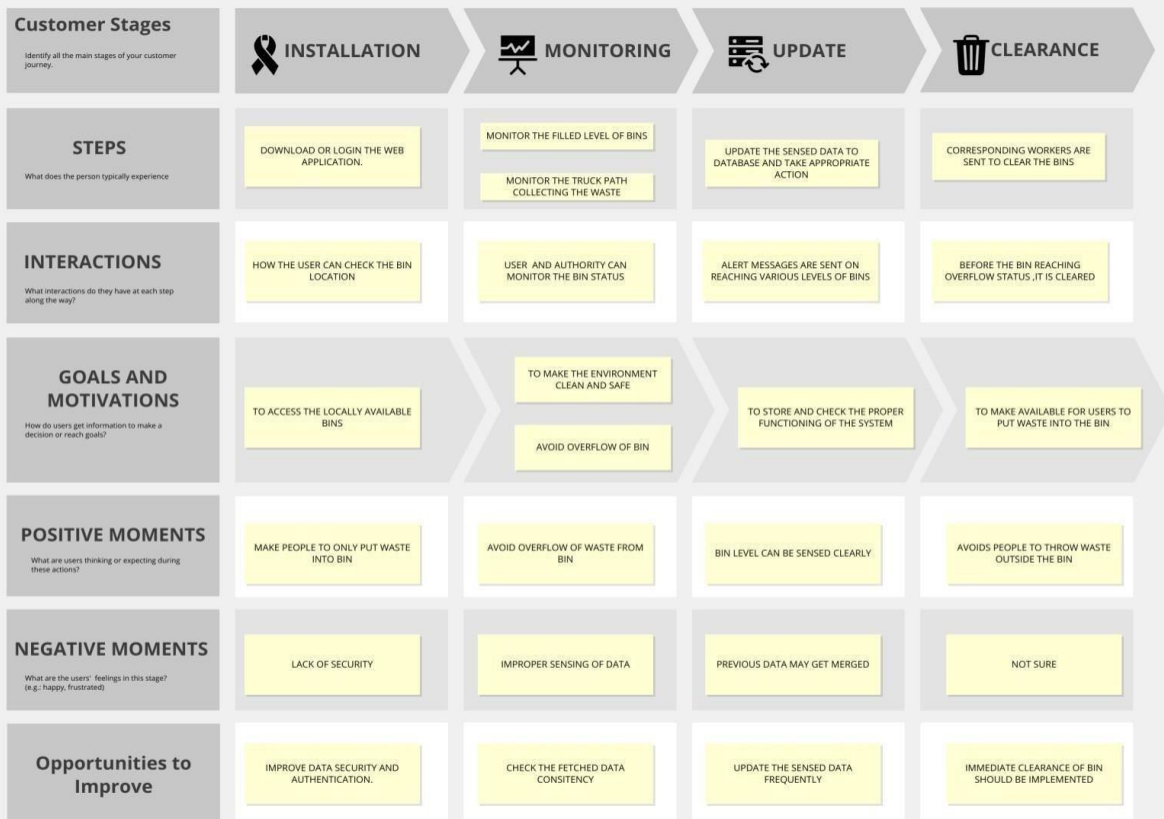 Customer Stages
Identify all the main stages of your customer
journey.
INSTALLATION
MONITORING
UPDATE
CLEARANCE
STEPS
What does the person typically experience
DOWNLOAD OR LOGIN THE WEB
APPLICATION.
MONITOR THE FILLED LEVEL OF BINS
MONITOR THE TRUCK PATH
COLLECTING THE WASTE
UPDATE THE SENSED DATA TO
DATABASE AND TAKE APPROPRIATE
ACTION
CORRESPONDING WORKERS ARE
SENT TO CLEAR THE BINS
INTERACTIONS
What interactions do they have at each step
along the way?
HOW THE USER CAN CHECK THE BIN
LOCATION
USER AND AUTHORITY CAN
MONITOR THE BIN STATUS
ALERT MESSAGES ARE SENT ON
REACHING VARIOUS LEVELS OF BINS
BEFORE THE BIN REACHING
OVERFLOW STATUS ,IT IS CLEARED
GOALS AND
MOTIVATIONS
How do users get information to make a
decision or reach goals?
TO ACCESS THE LOCALLY AVAILABLE
BINS
TO MAKE THE ENVIRONMENT
CLEAN AND SAFE
AVOID OVERFLOW OF BIN
TO STORE AND CHECK THE PROPER
FUNCTIONING OF THE SYSTEM
TO MAKE AVAILABLE FOR USERS TO
PUT WASTE INTO THE BIN
POSITIVE MOMENTS
What are users thinking or expecting during
these actions?
MAKE PEOPLE TO ONLY PUT WASTE
INTO BIN
AVOID OVERFLOW OF WASTE FROM
BIN
BIN LEVEL CAN BE SENSED CLEARLY
AVOIDS PEOPLE TO THROW WASTE
OUTSIDE THE BIN
NEGATIVE MOMENTS
What are the users' feelings in this stage?
(e.g.: happy, frustrated)
LACK OF SECURITY
IMPROPER SENSING OF DATA
PREVIOUS DATA MAY GET MERGED
NOT SURE
Opportunities to
Improve
IMPROVE DATA SECURITY AND
AUTHENTICATION.
CHECK THE FETCHED DATA
CONSITENCY
UPDATE THE SENSED DATA
FREQUENTLY
IMMEDIATE CLEARANCE OF BIN
SHOULD BE IMPLEMENTED